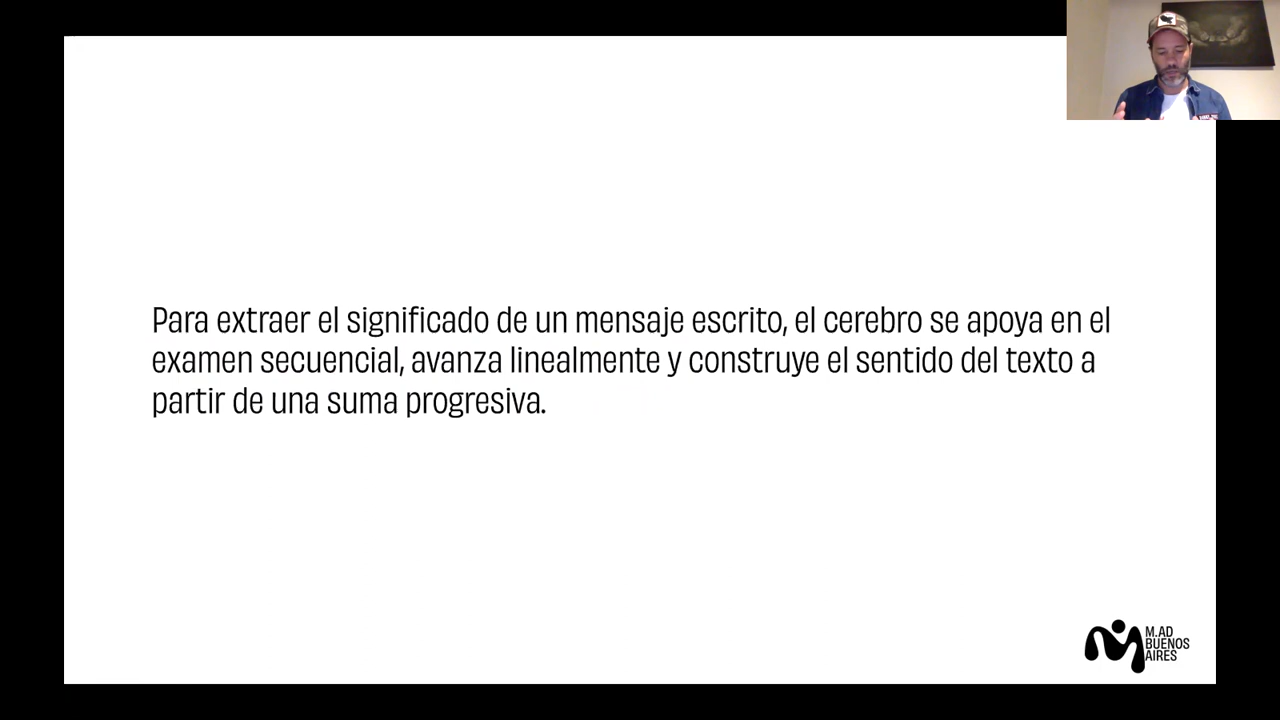 Para extraer el significado de un mensaje escrito, el cerebro se apoya en el
examen secuencial, avanza linealmente y construye el sentido del texto a
partir de una suma progresiva.
M.AD
BUENOS
AIRES